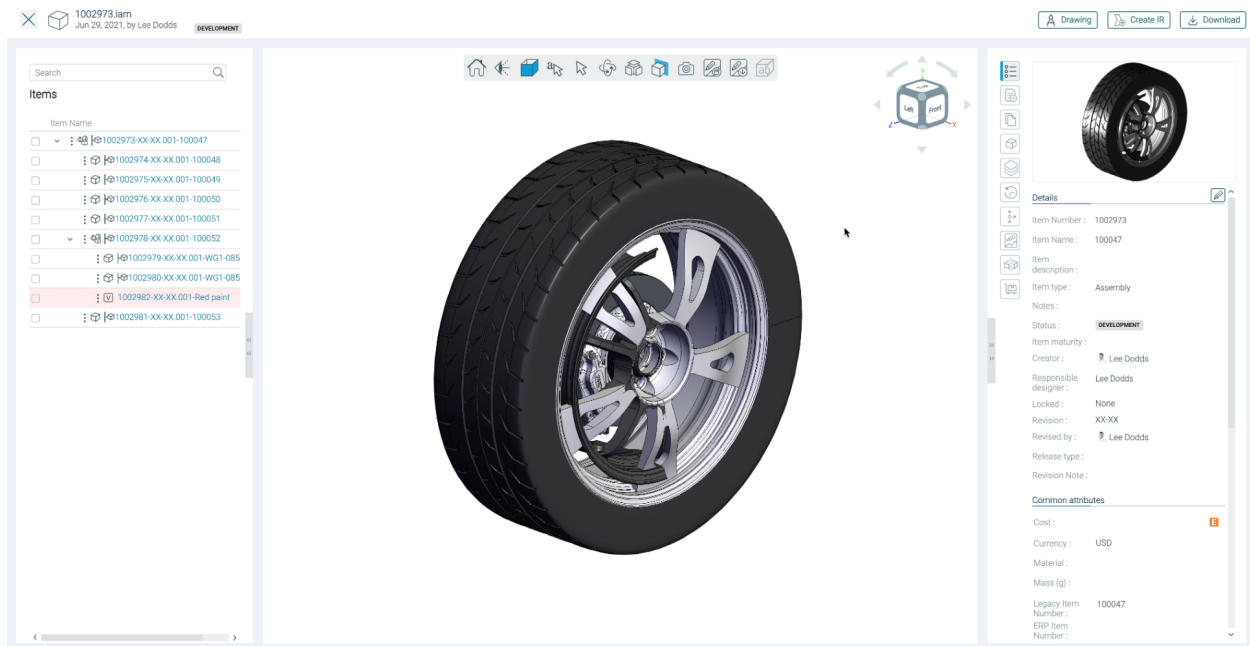 1002973.iam
Jun 29, 2021, by Lee Dodds
DEVELOPMENT
Drawing
Create IR
Download
Search
Items
Item Name
1002973-XX-XX.001-100047
1002974-XX-XX.001-100048
1002975-XX-XX.001-100049
1002976-XX-XX.001-100050
1002977-XX-XX.001-100051
1002978-XX-XX.001-100052
1002979-XX-XX.001-WG1-085
1002980-XX-XX.001-WG1-085
V 1002982-XX-XX.001-Red paint
1002981-XX-XX.001-100053
Y
Left
Front
Z
X
Details
Item Number : 1002973
Item Name : 100047
Item
description :
Item type : Assembly
Notes :
Status : DEVELOPMENT
Item maturity :
Creator : Lee Dodds
Responsible
designer : Lee Dodds
Locked : None
Revision : XX-XX
Revised by : Lee Dodds
Release type :
Revision Note :
Common attributes
Cost : E
Currency : USD
Material :
Mass (g) :
Legacy Item
Number : 100047
ERP Item
Number :